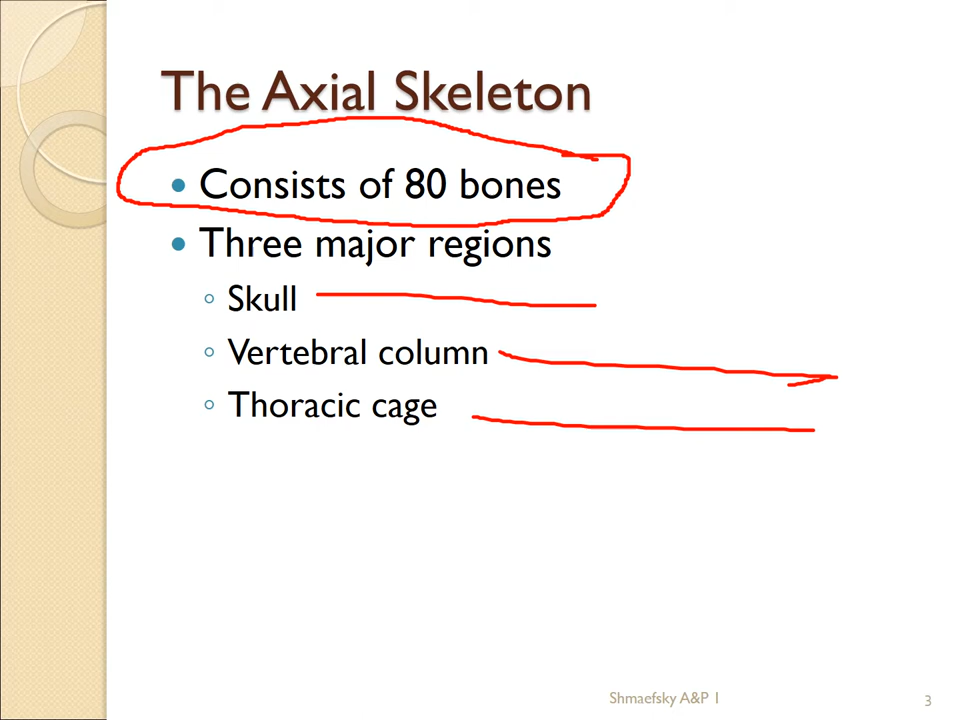 The Axial Skeleton
• Consists of 80 bones
• Three major regions
◦ Skull
◦ Vertebral column
◦ Thoracic cage
Shmaefsky A&P 1
3